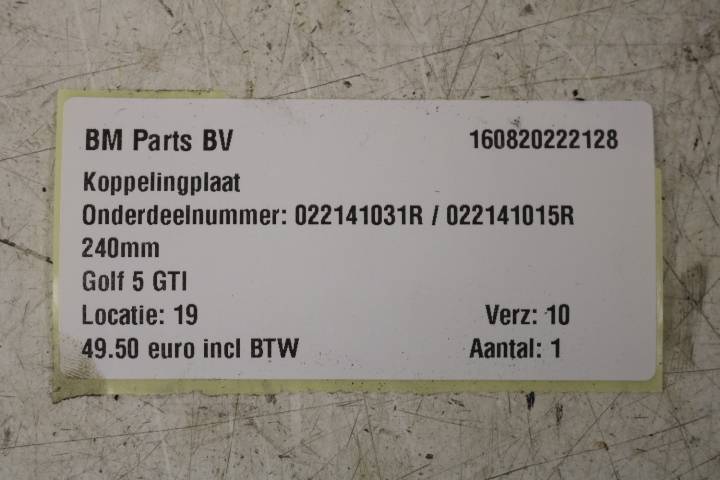 BM Parts BV 160820222128
Koppelingplaat
Onderdeelnummer: 022141031R / 022141015R
240mm
Golf 5 GTI
Locatie: 19 Verz: 10
49.50 euro incl BTW Aantal: 1